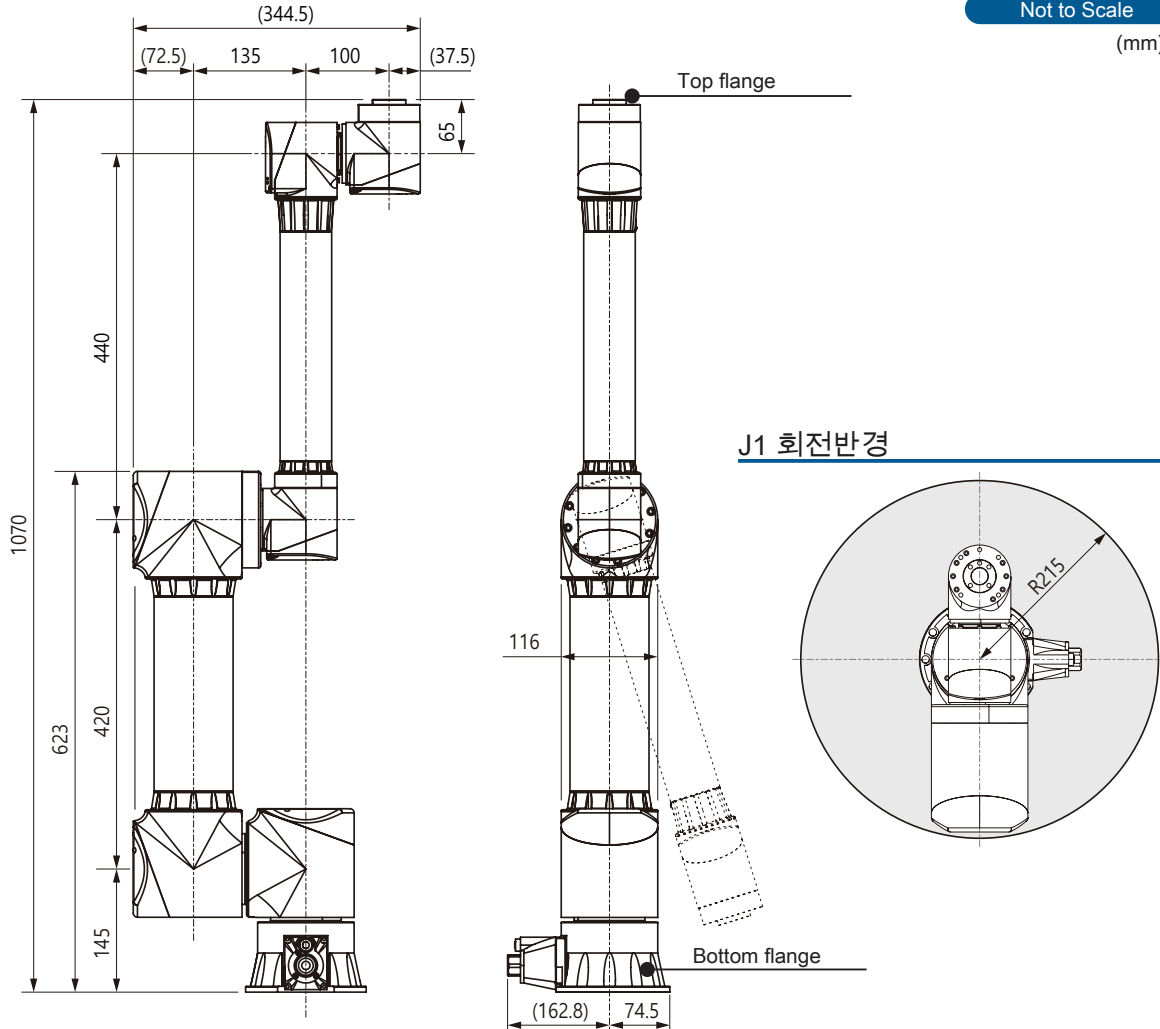 Not to Scale
(mm)
(344.5)
(72.5) 135 100 (37.5)
Top flange
65
440
J1 회전반경
1070
R215
116
623
420
145
Bottom flange
(162.8) 74.5